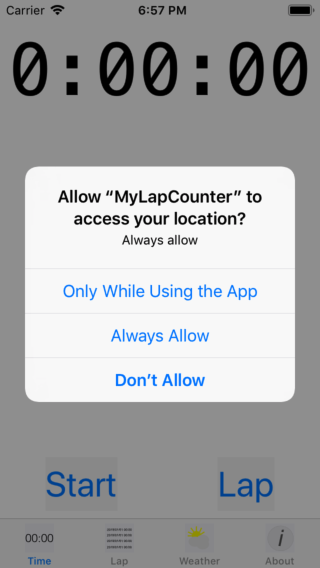 Carrier 6:57 PM
0:00:00
Allow “MyLapCounter” to
access your location?
Always allow
Only While Using the App
Always Allow
Don’t Allow
Start Lap
00:00
i
Time Lap Weather About